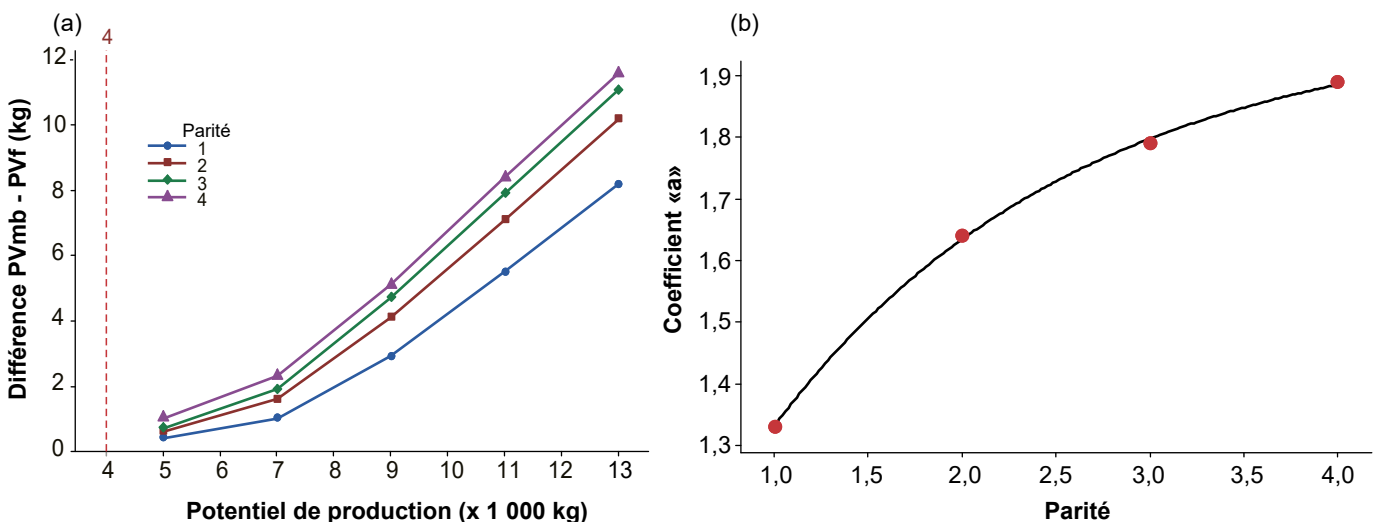 (a)
4
Différence PVmb - PVf (kg)
12
10
8
6
4
2
0
Parité
1
2
3
4
4 5 6 7 8 9 10 11 12 13
Potentiel de production (x 1 000 kg)
(b)
Coefficient «a»
1,9
1,8
1,7
1,6
1,5
1,4
1,3
1,0 1,5 2,0 2,5 3,0 3,5 4,0
Parité